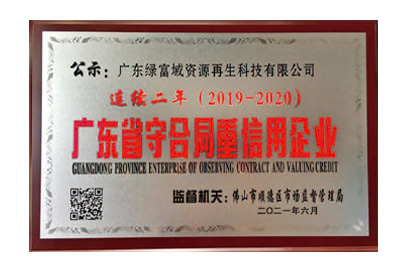 公示：广东绿富域资源再生科技有限公司
连续二年（2019-2020）
广东省守合同重信用企业
GUANGDONG PROVINCE ENTERPRISE OF OBSERVING CONTRACT AND VALUING CREDIT
监督机关：佛山市顺德区市场监督管理局
二〇二一年六月